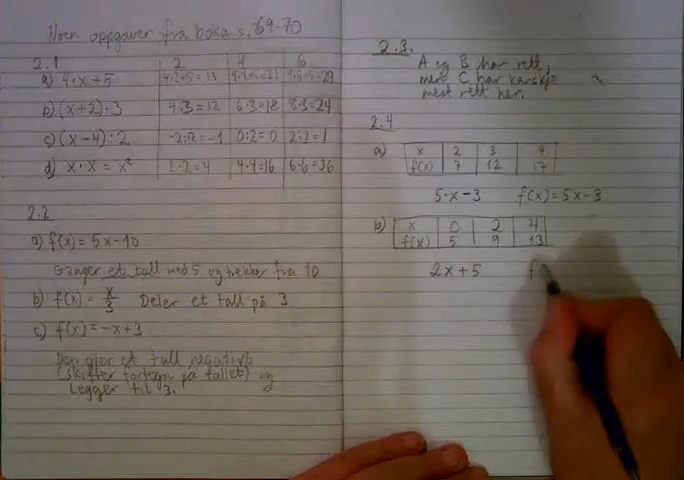 Noen oppgaver fra boka s. 69-70
2.1 2 4 6
a) 4·x+5 4·2+5=13 4·4+5=21 4·6+5=29
b) (x+2)·3 4·3=12 6·3=18 8·3=24
c) (x-4):2 -2:2=-1 0:2=0 2:2=1
d) x·x=x² 2·2=4 4·4=16 6·6=36
2.2
a) f(x)=5x-10
Ganger et tall med 5 og trekker fra 10
b) f(x)=x/3 Deler et tall på 3
c) f(x)=-x+3
Den gjør et tall negativt
(skifter fortegn på tallet) og
Legger til 3.
2.3.
A og B har rett,
men C har kanskje
mest rett her.
2.4
a) x 2 3 4
f(x) 7 12 17
5·x-3 f(x)=5x-3
b) x 0 2 4
f(x) 5 9 13
2x+5 f